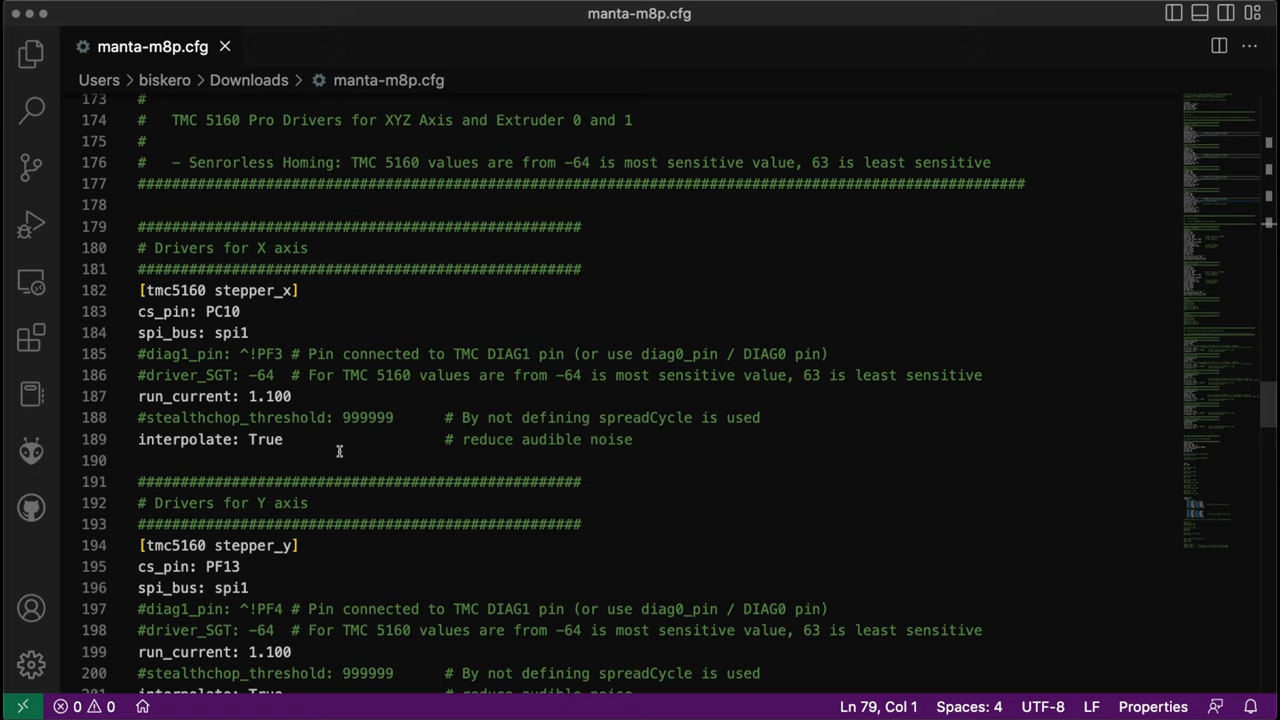 manta-m8p.cfg
manta-m8p.cfg
Users > biskero > Downloads > manta-m8p.cfg
173 #
174 #   TMC 5160 Pro Drivers for XYZ Axis and Extruder 0 and 1
175 #
176 #   - Senrorless Homing: TMC 5160 values are from -64 is most sensitive value, 63 is least sensitive
177 ########################################################################################################
178
179 ####################################################
180 # Drivers for X axis
181 ####################################################
182 [tmc5160 stepper_x]
183 cs_pin: PC10
184 spi_bus: spi1
185 #diag1_pin: ^!PF3 # Pin connected to TMC DIAG1 pin (or use diag0_pin / DIAG0 pin)
186 #driver_SGT: -64  # For TMC 5160 values are from -64 is most sensitive value, 63 is least sensitive
187 run_current: 1.100
188 #stealthchop_threshold: 999999      # By not defining spreadCycle is used
189 interpolate: True                   # reduce audible noise
190
191 ####################################################
192 # Drivers for Y axis
193 ####################################################
194 [tmc5160 stepper_y]
195 cs_pin: PF13
196 spi_bus: spi1
197 #diag1_pin: ^!PF4 # Pin connected to TMC DIAG1 pin (or use diag0_pin / DIAG0 pin)
198 #driver_SGT: -64  # For TMC 5160 values are from -64 is most sensitive value, 63 is least sensitive
199 run_current: 1.100
200 #stealthchop_threshold: 999999      # By not defining spreadCycle is used
201 interpolate: True                   # reduce audible noise
0 0 Ln 79, Col 1 Spaces: 4 UTF-8 LF Properties